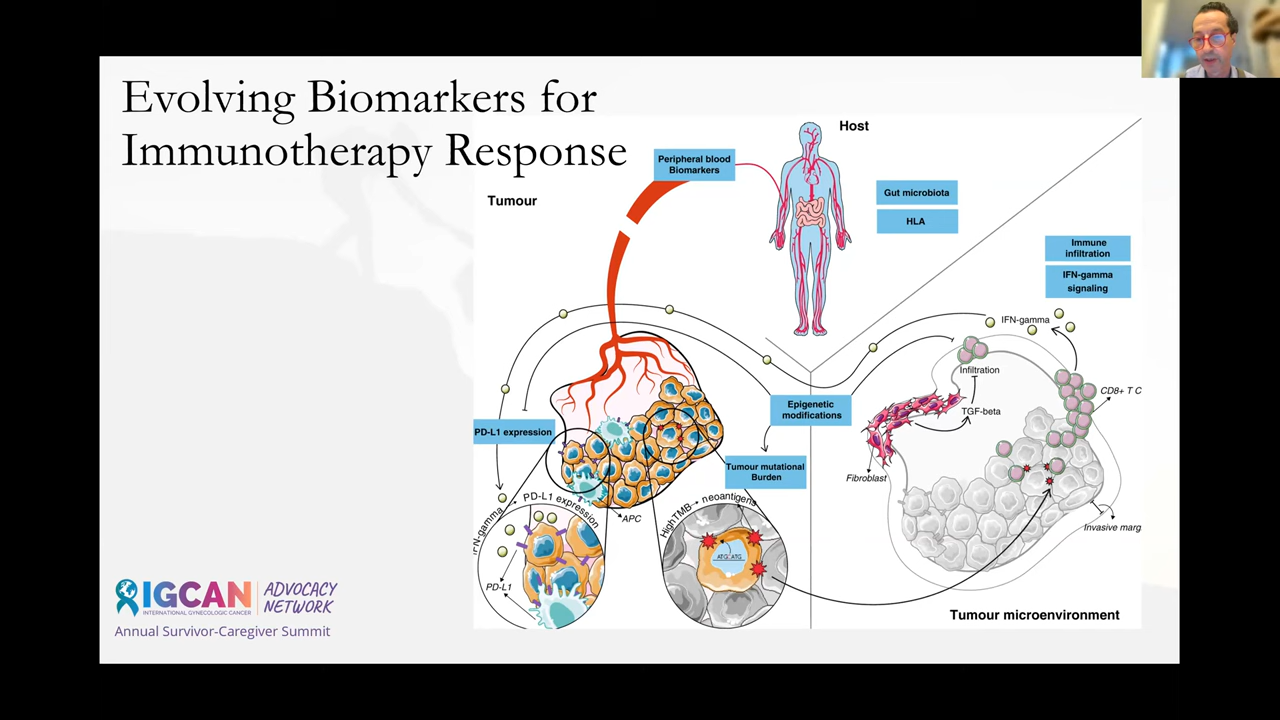 Evolving Biomarkers for
Immunotherapy Response
Host
Peripheral blood
Biomarkers
Gut microbiota
HLA
Tumour
Immune
infiltration
IFN-gamma
signaling
IFN-gamma
Infiltration
CD8+ T C
TGF-beta
Epigenetic
modifications
PD-L1 expression
Tumour mutational
Burden
Fibroblast
APC
FN-gamma
PD-L1 expression
High TMB
neoantigens
Invasive marg
ATG ATG
PD-L1
IGCAN
INTERNATIONAL GYNECOLOGIC CANCER
ADVOCACY
NETWORK
Annual Survivor-Caregiver Summit
Tumour microenvironment